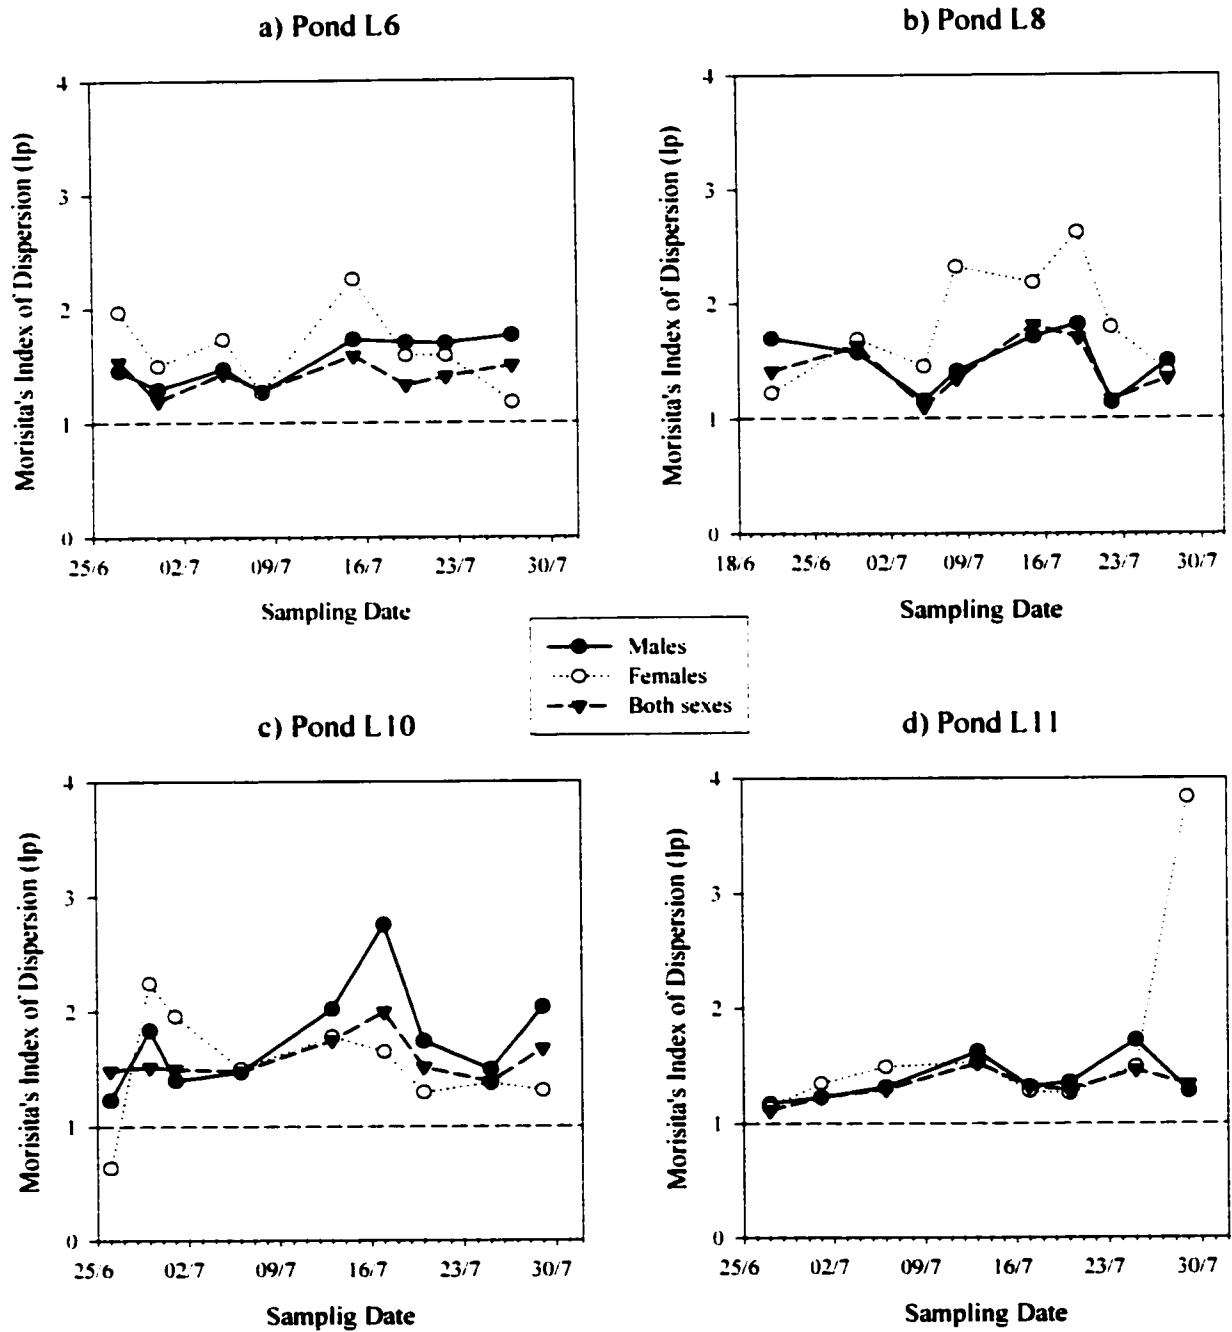 a) Pond L6
b) Pond L8
Morisita's Index of Dispersion (Ip)
4
3
2
1
0
25/6 02/7 09/7 16/7 23/7 30/7
Sampling Date
Morisita's Index of Dispersion (Ip)
4
3
2
1
0
18/6 25/6 02/7 09/7 16/7 23/7 30/7
Sampling Date
Males
Females
Both sexes
c) Pond L10
d) Pond L11
Morisita's Index of Dispersion (Ip)
4
3
2
1
0
25/6 02/7 09/7 16/7 23/7 30/7
Samplig Date
Morisita's Index of Dispersion (Ip)
4
3
2
1
0
25/6 02/7 09/7 16/7 23/7 30/7
Sampling Date